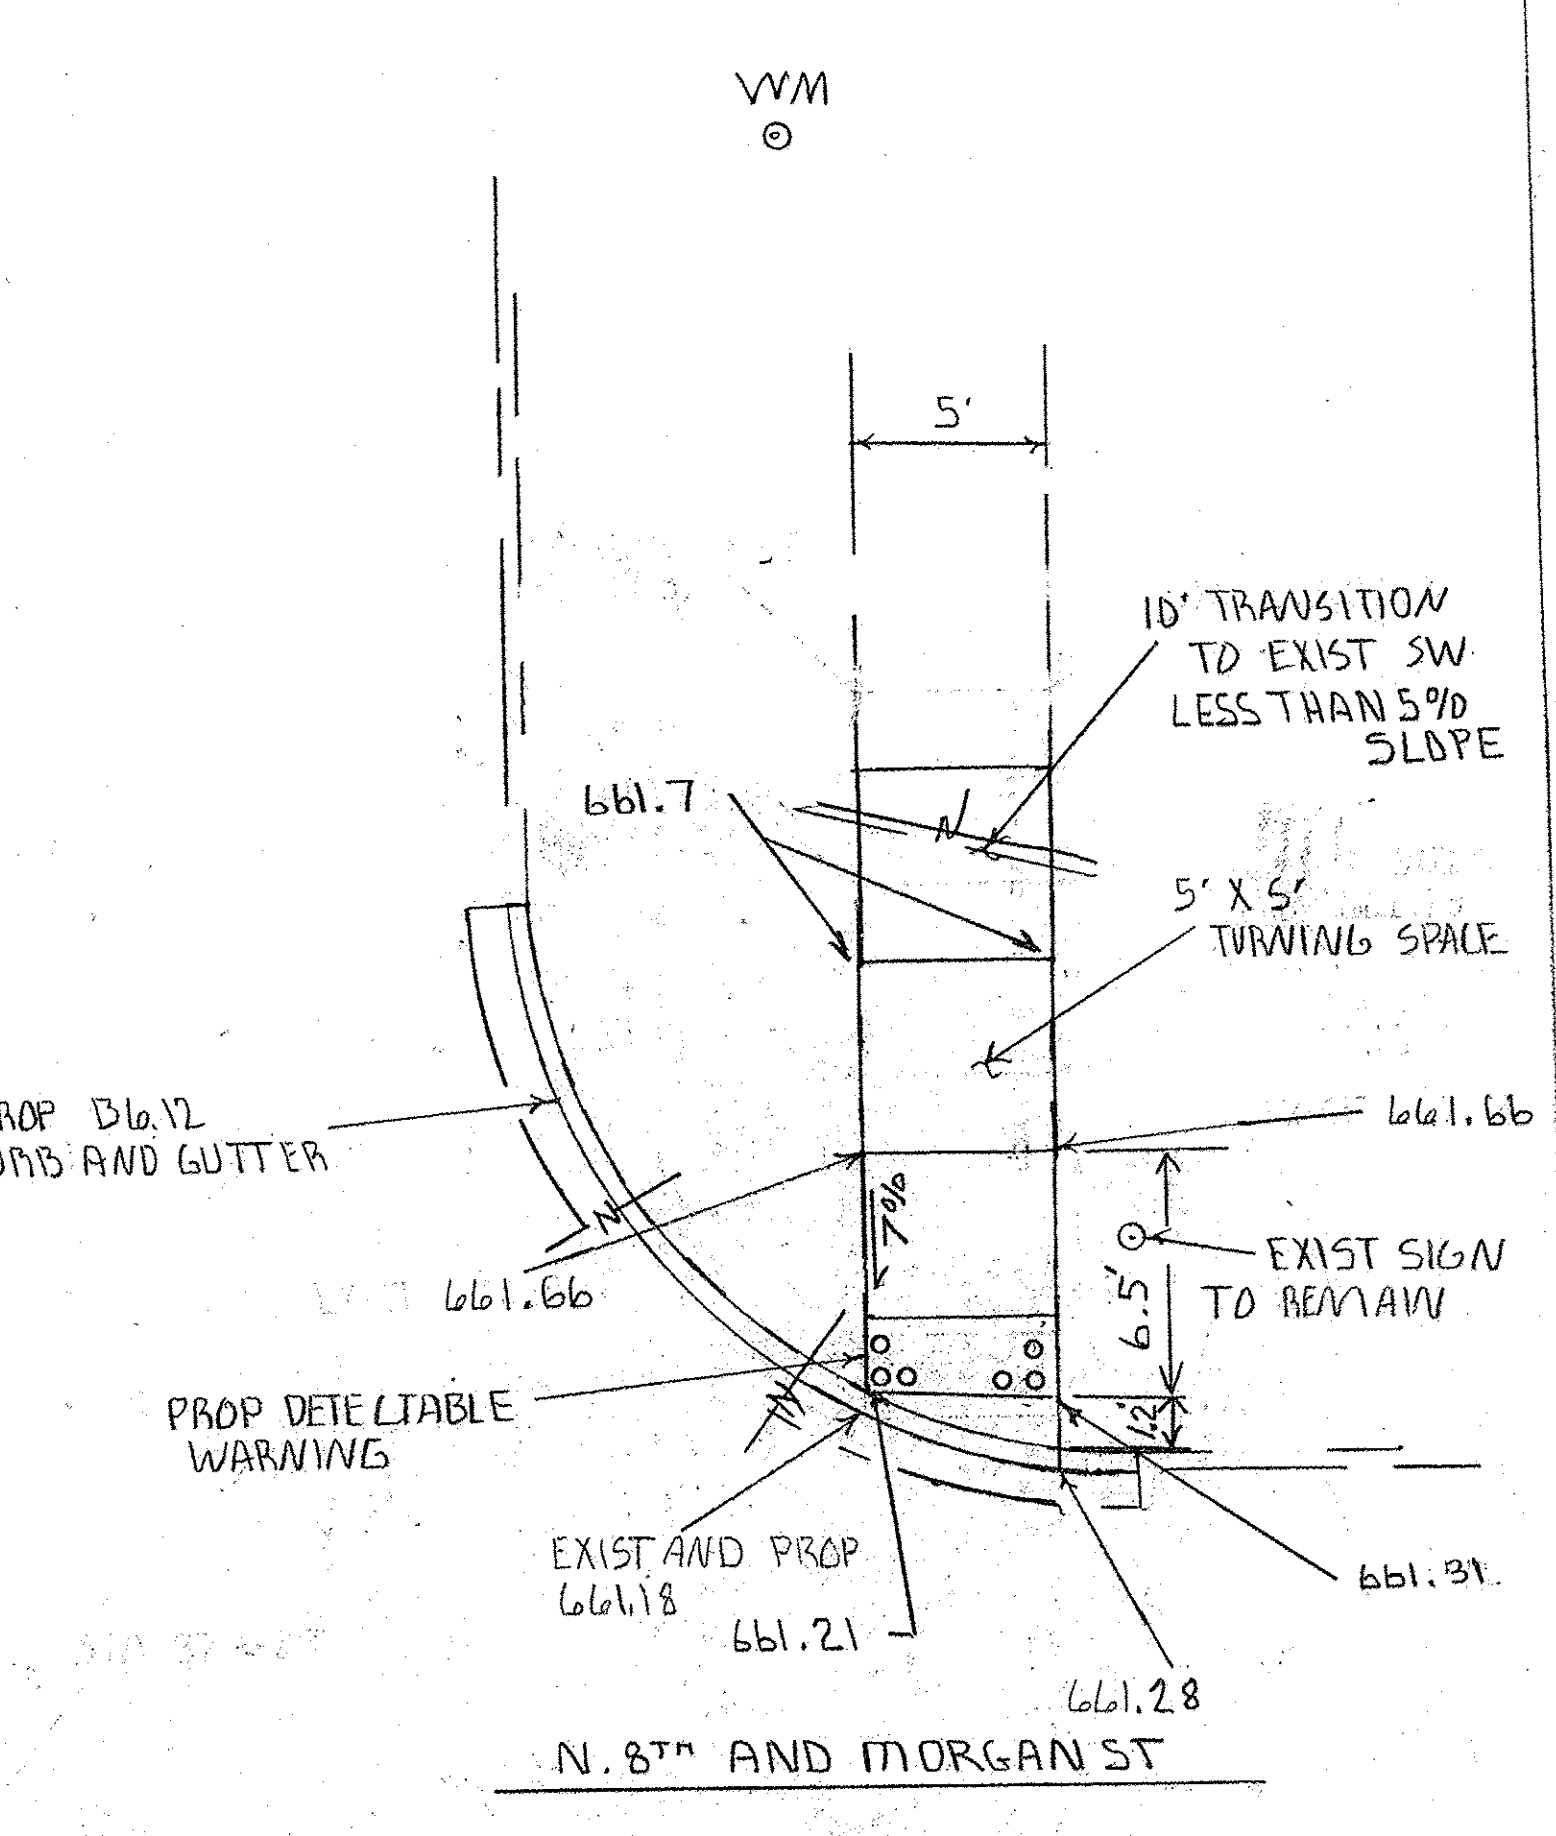 WM
5'
10' TRANSITION
TO EXIST SW
LESS THAN 5%
SLOPE
661.7
5' X 5'
TURNING SPACE
ROP B6.12
URB AND GUTTER
661.66
7%
661.66
EXIST SIGN
TO REMAIN
6.5'
PROP DETECTABLE
WARNING
1.2'
EXIST AND PROP
661.18
661.31
661.21
661.28
N. 8TH AND MORGAN ST